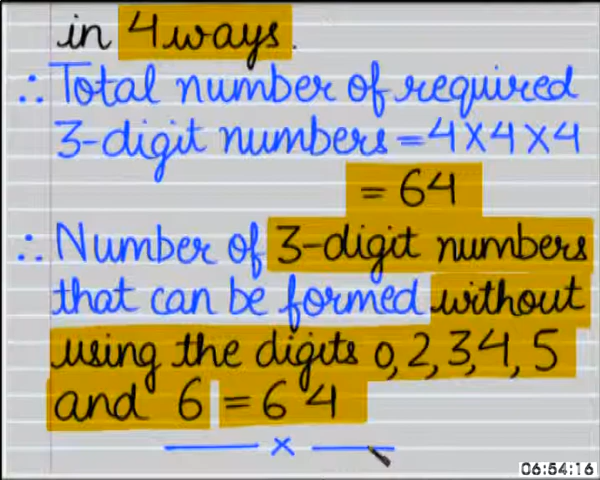 in 4 ways.
∴ Total number of required
3-digit numbers = 4×4×4
= 64
∴ Number of 3-digit numbers
that can be formed without
using the digits 0,2,3,4,5
and 6 = 64
x
06:54:16